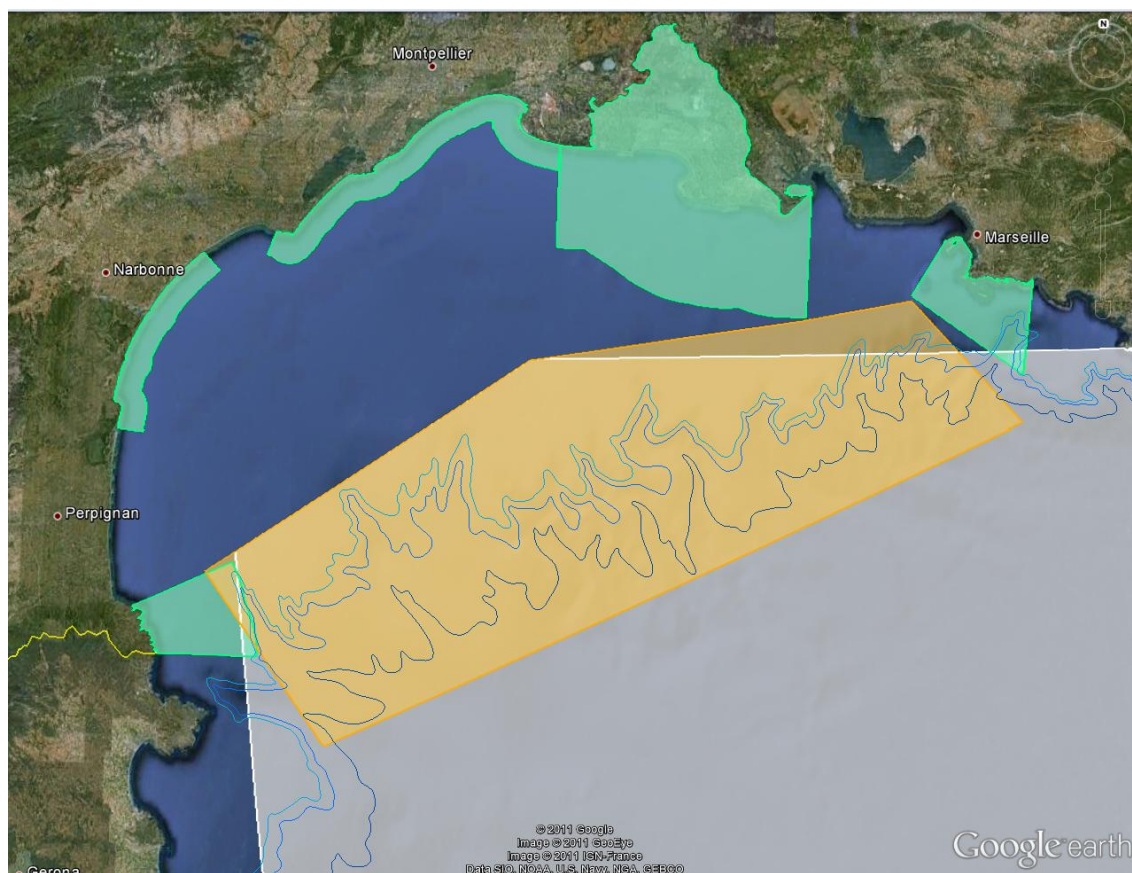 N
Montpellier
Marseille
Narbonne
Perpignan
© 2011 Google
Image © 2011 GeoEye
Image © 2011 IGN-France
Data SIO, NOAA, U.S. Navy, NGA, GEBCO
Google earth
Gerona